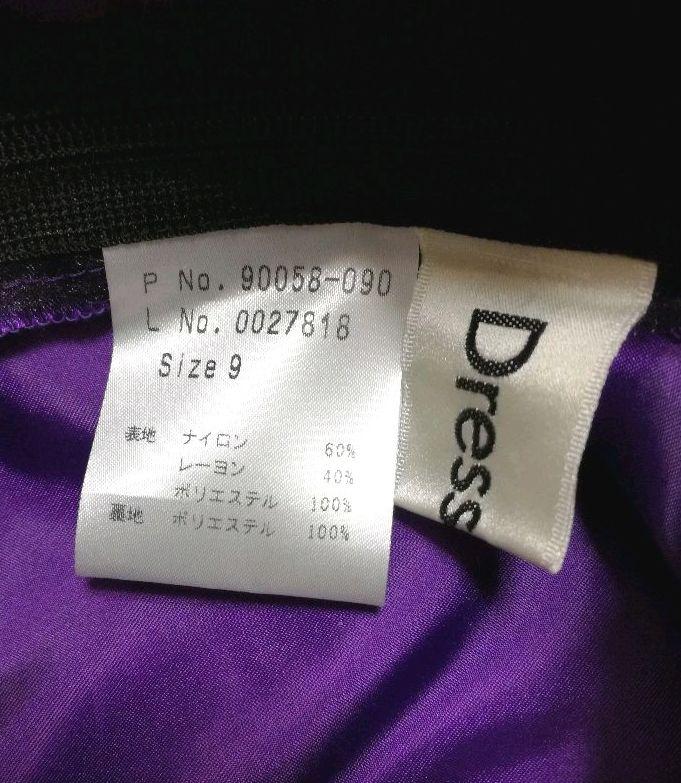 P No. 90058-090
L No. 0027818
Size 9
表地 ナイロン 60%
レーヨン 40%
ポリエステル 100%
裏地 ポリエステル 100%
Dress